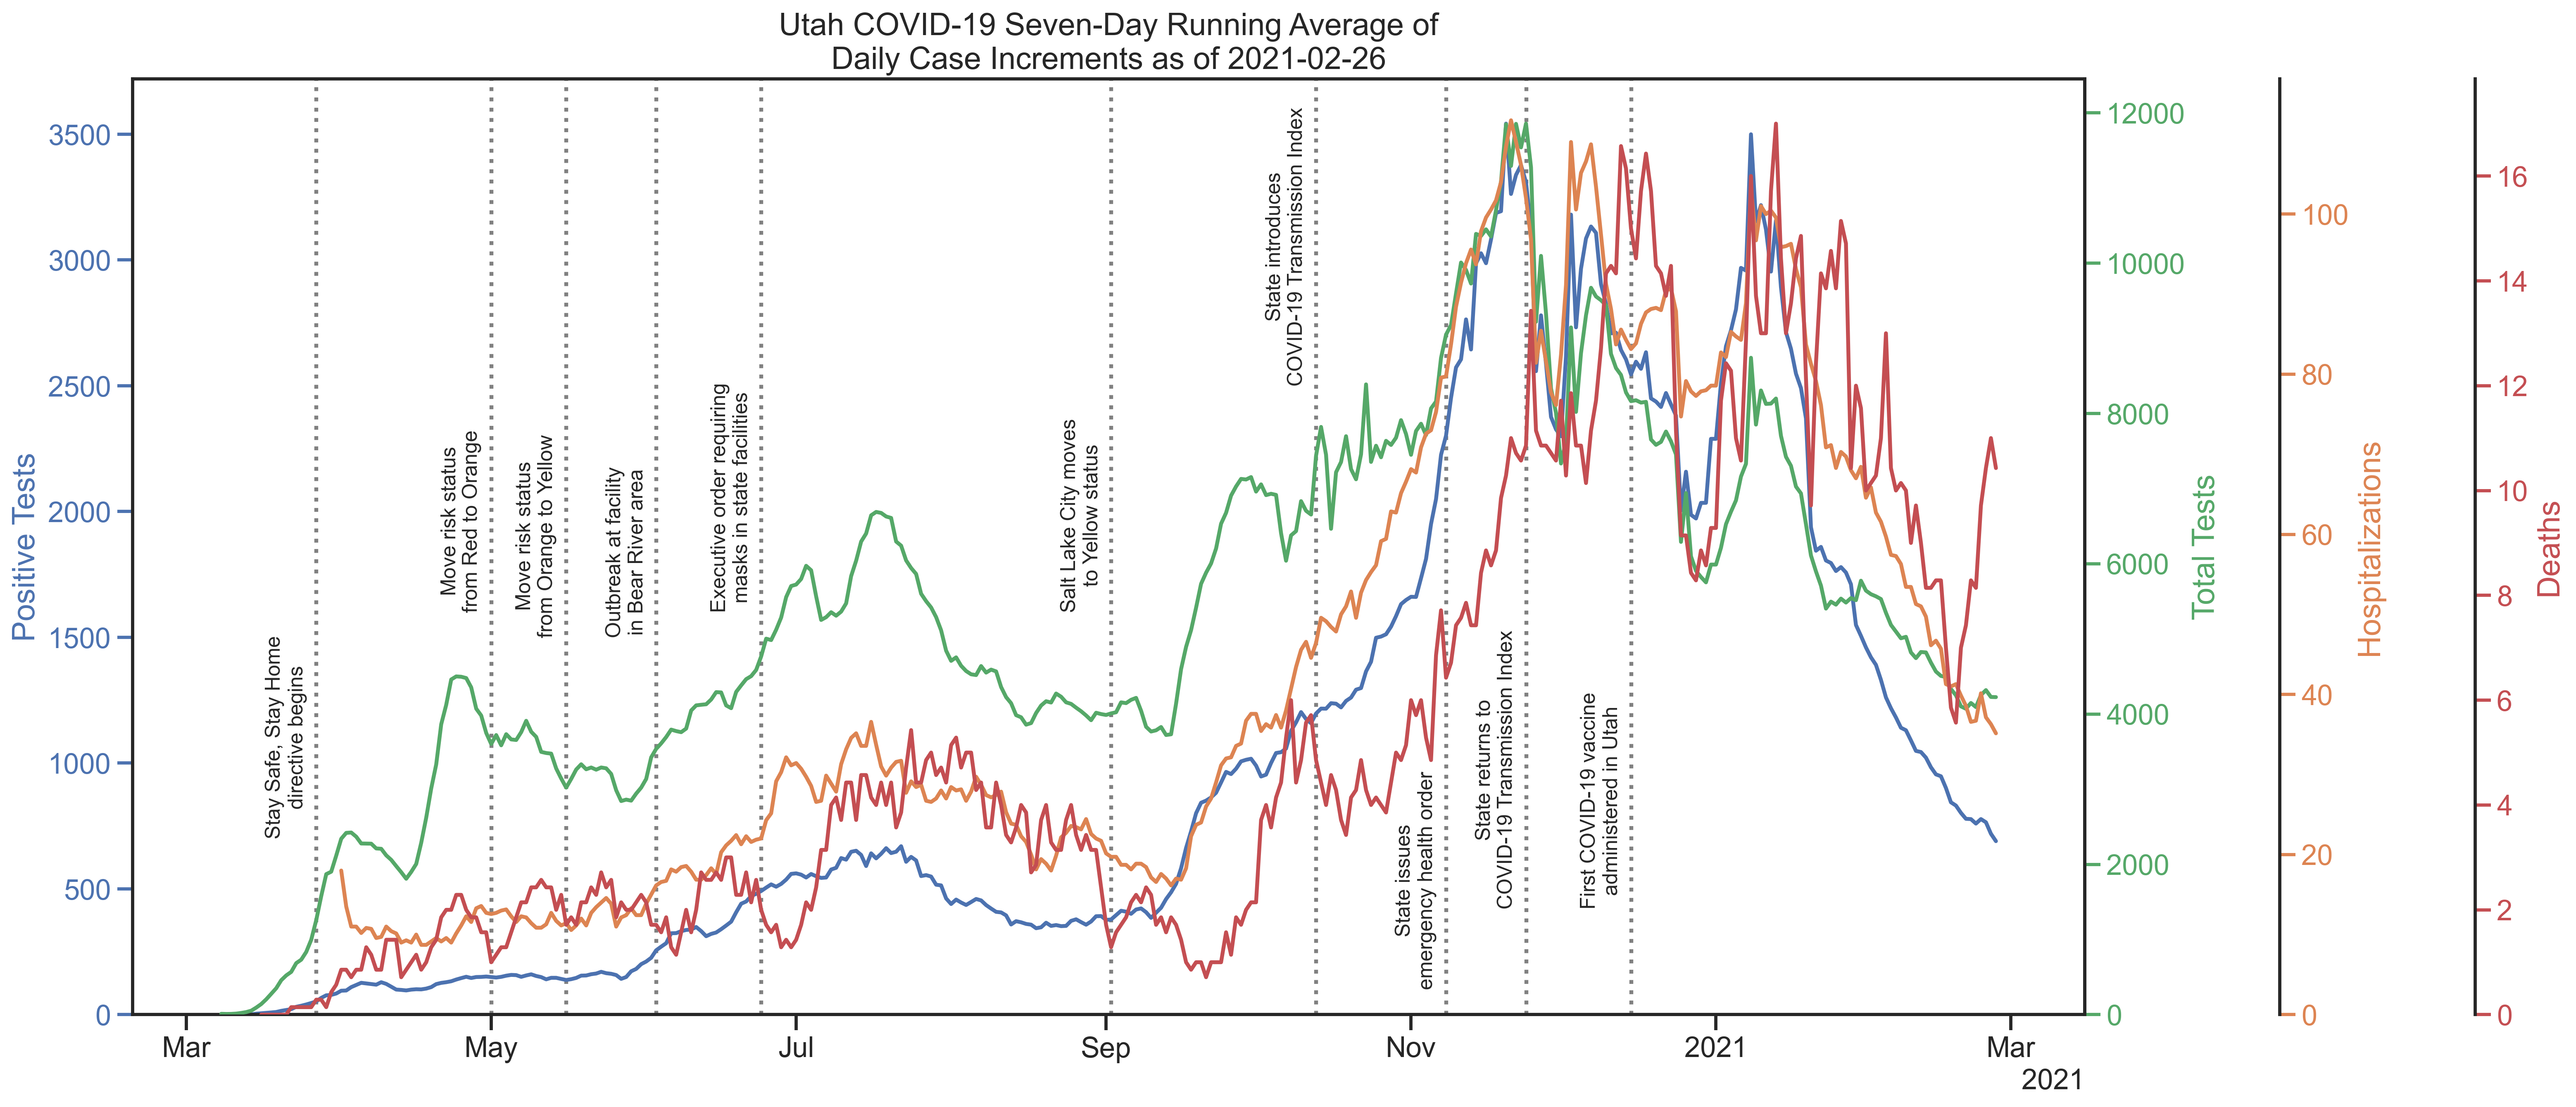 Utah COVID-19 Seven-Day Running Average of
Daily Case Increments as of 2021-02-26
Positive Tests
3500
3000
2500
2000
1500
1000
500
0
Stay Safe, Stay Home
directive begins
Move risk status
from Red to Orange
Move risk status
from Orange to Yellow
Outbreak at facility
in Bear River area
Executive order requiring
masks in state facilities
Salt Lake City moves
to Yellow status
State introduces
COVID-19 Transmission Index
State issues
emergency health order
State returns to
COVID-19 Transmission Index
First COVID-19 vaccine
administered in Utah
12000
10000
8000
6000
4000
2000
0
Total Tests
100
80
60
40
20
0
Hospitalizations
16
14
12
10
8
6
4
2
0
Deaths
Mar
May
Jul
Sep
Nov
2021
Mar
2021